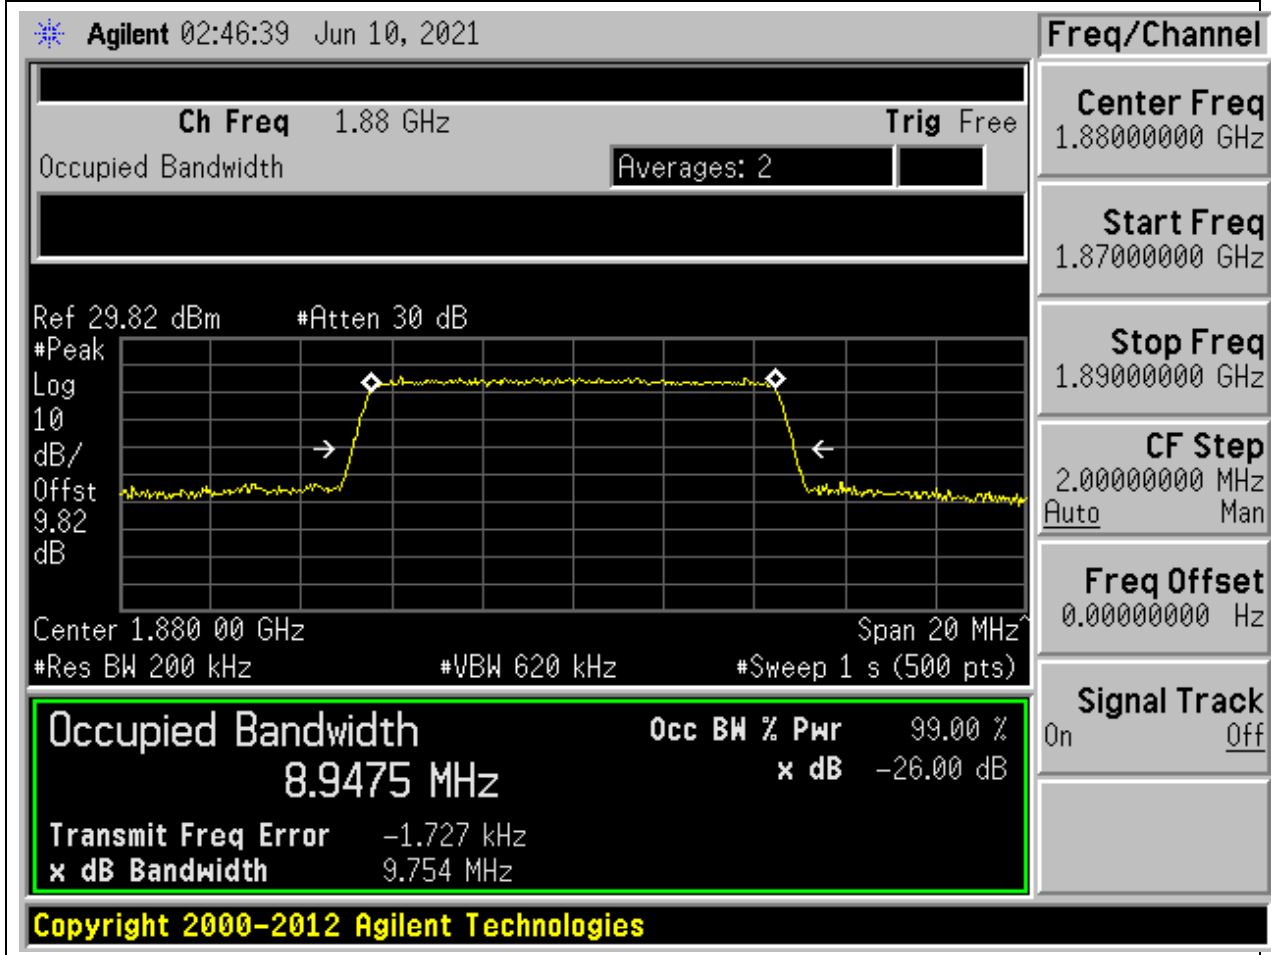 Agilent 02:46:39 Jun 10, 2021
Freq/Channel
Ch Freq 1.88 GHz Trig Free
Occupied Bandwidth Averages: 2
Center Freq
1.88000000 GHz
Start Freq
1.87000000 GHz
Stop Freq
1.89000000 GHz
CF Step
2.00000000 MHz
Auto Man
Freq Offset
0.00000000 Hz
Signal Track
On Off
Ref 29.82 dBm #Atten 30 dB
#Peak
Log
10
dB/
Offst
9.82
dB
Center 1.880 00 GHz Span 20 MHz^
#Res BW 200 kHz #VBW 620 kHz #Sweep 1 s (500 pts)
Occupied Bandwidth Occ BW % Pwr 99.00 %
8.9475 MHz x dB -26.00 dB
Transmit Freq Error -1.727 kHz
x dB Bandwidth 9.754 MHz
Copyright 2000-2012 Agilent Technologies